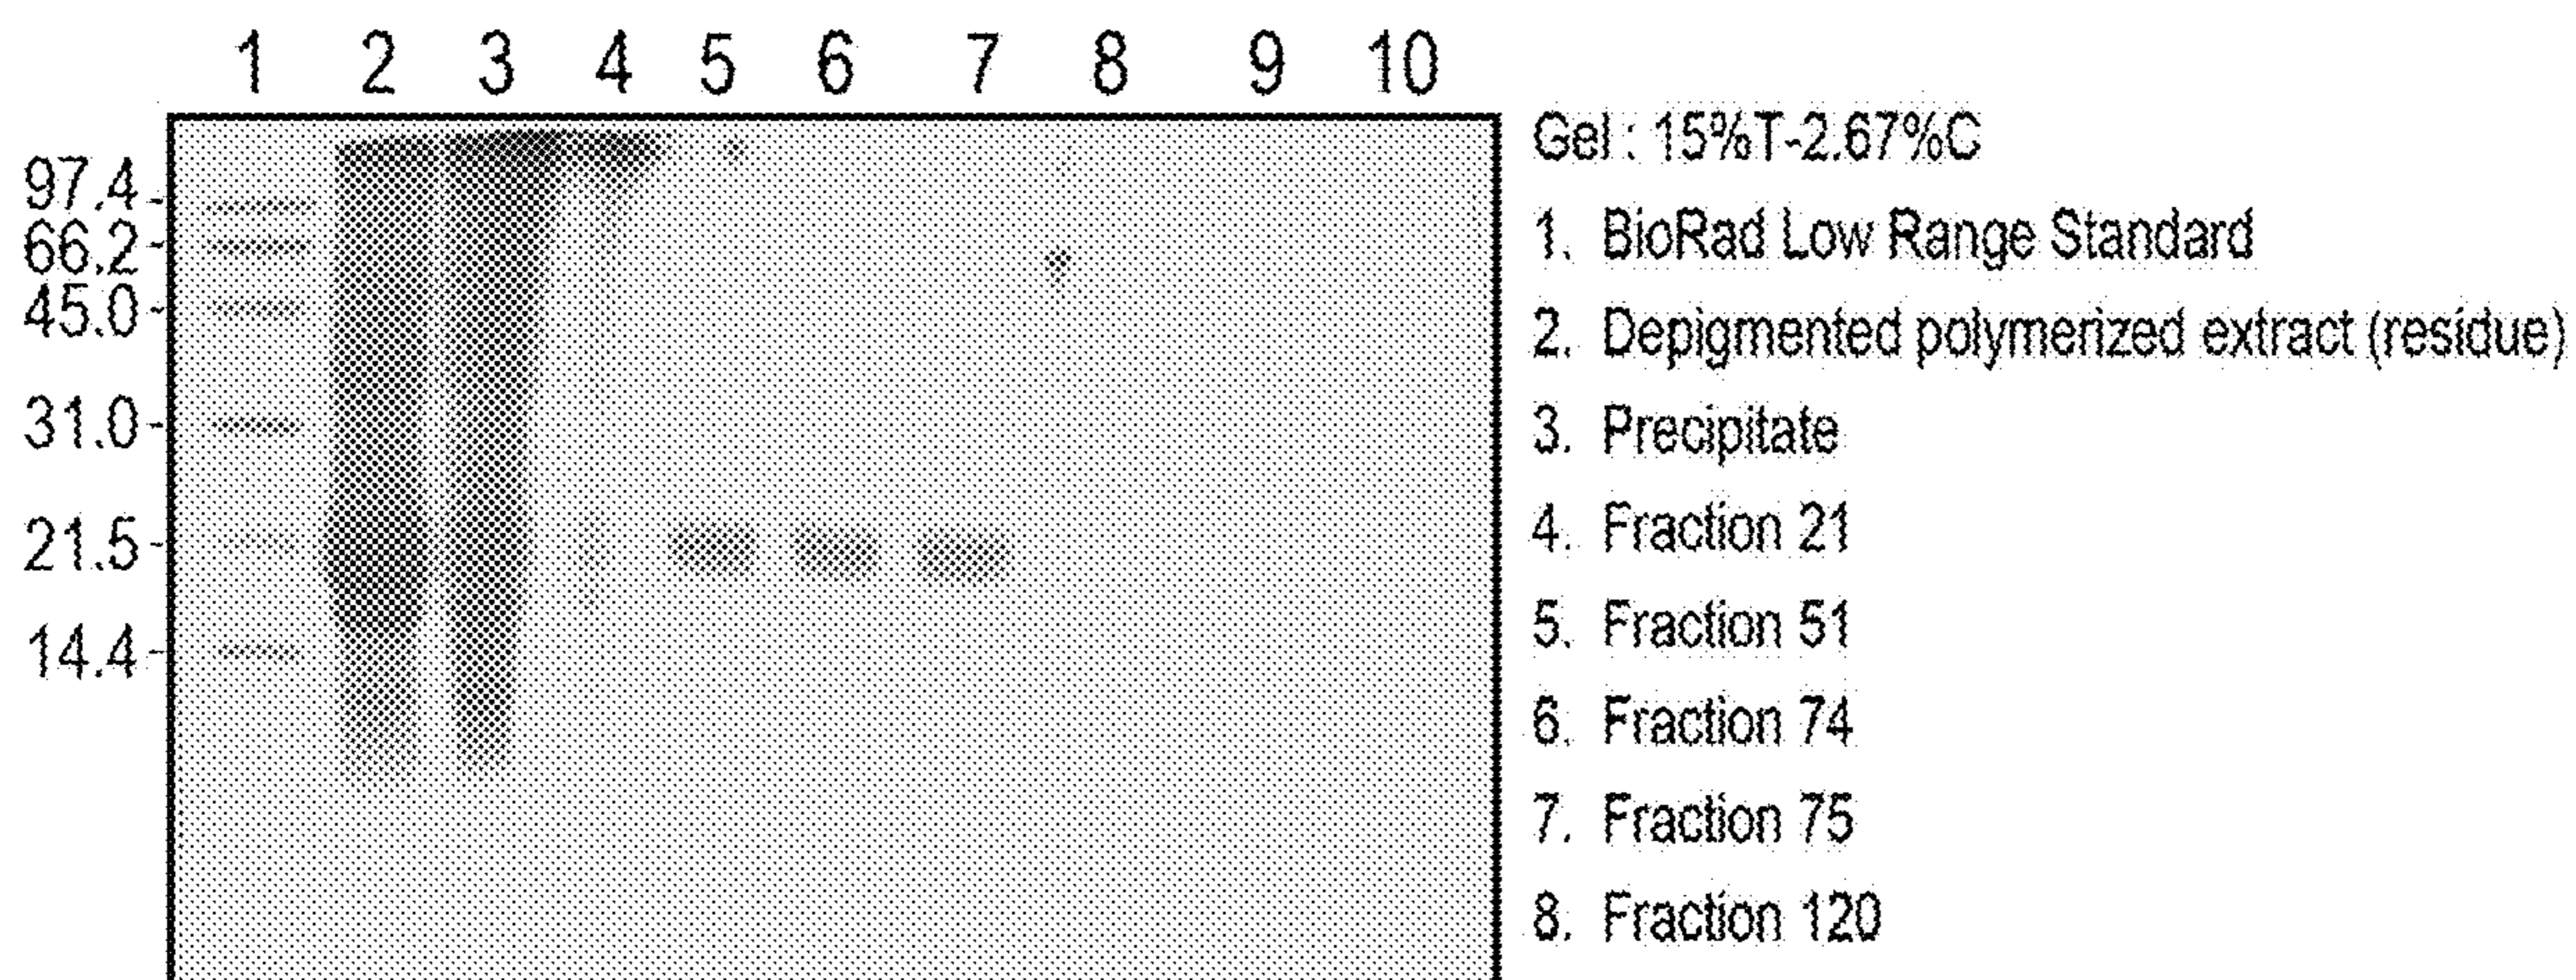 1 2 3 4 5 6 7 8 9 10
97.4
66.2
45.0
31.0
21.5
14.4
Gel : 15%T-2.67%C
1. BioRad Low Range Standard
2. Depigmented polymerized extract (residue)
3. Precipitate
4. Fraction 21
5. Fraction 51
6. Fraction 74
7. Fraction 75
8. Fraction 120